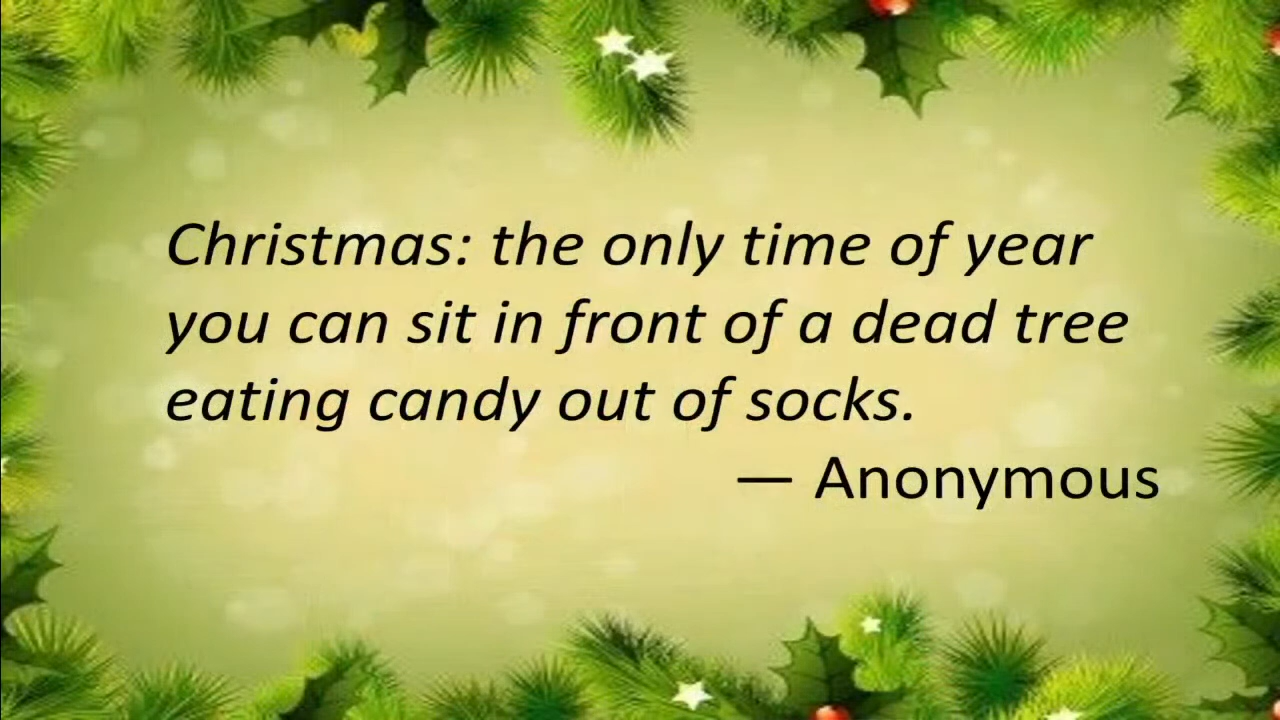 Christmas: the only time of year
you can sit in front of a dead tree
eating candy out of socks.
— Anonymous